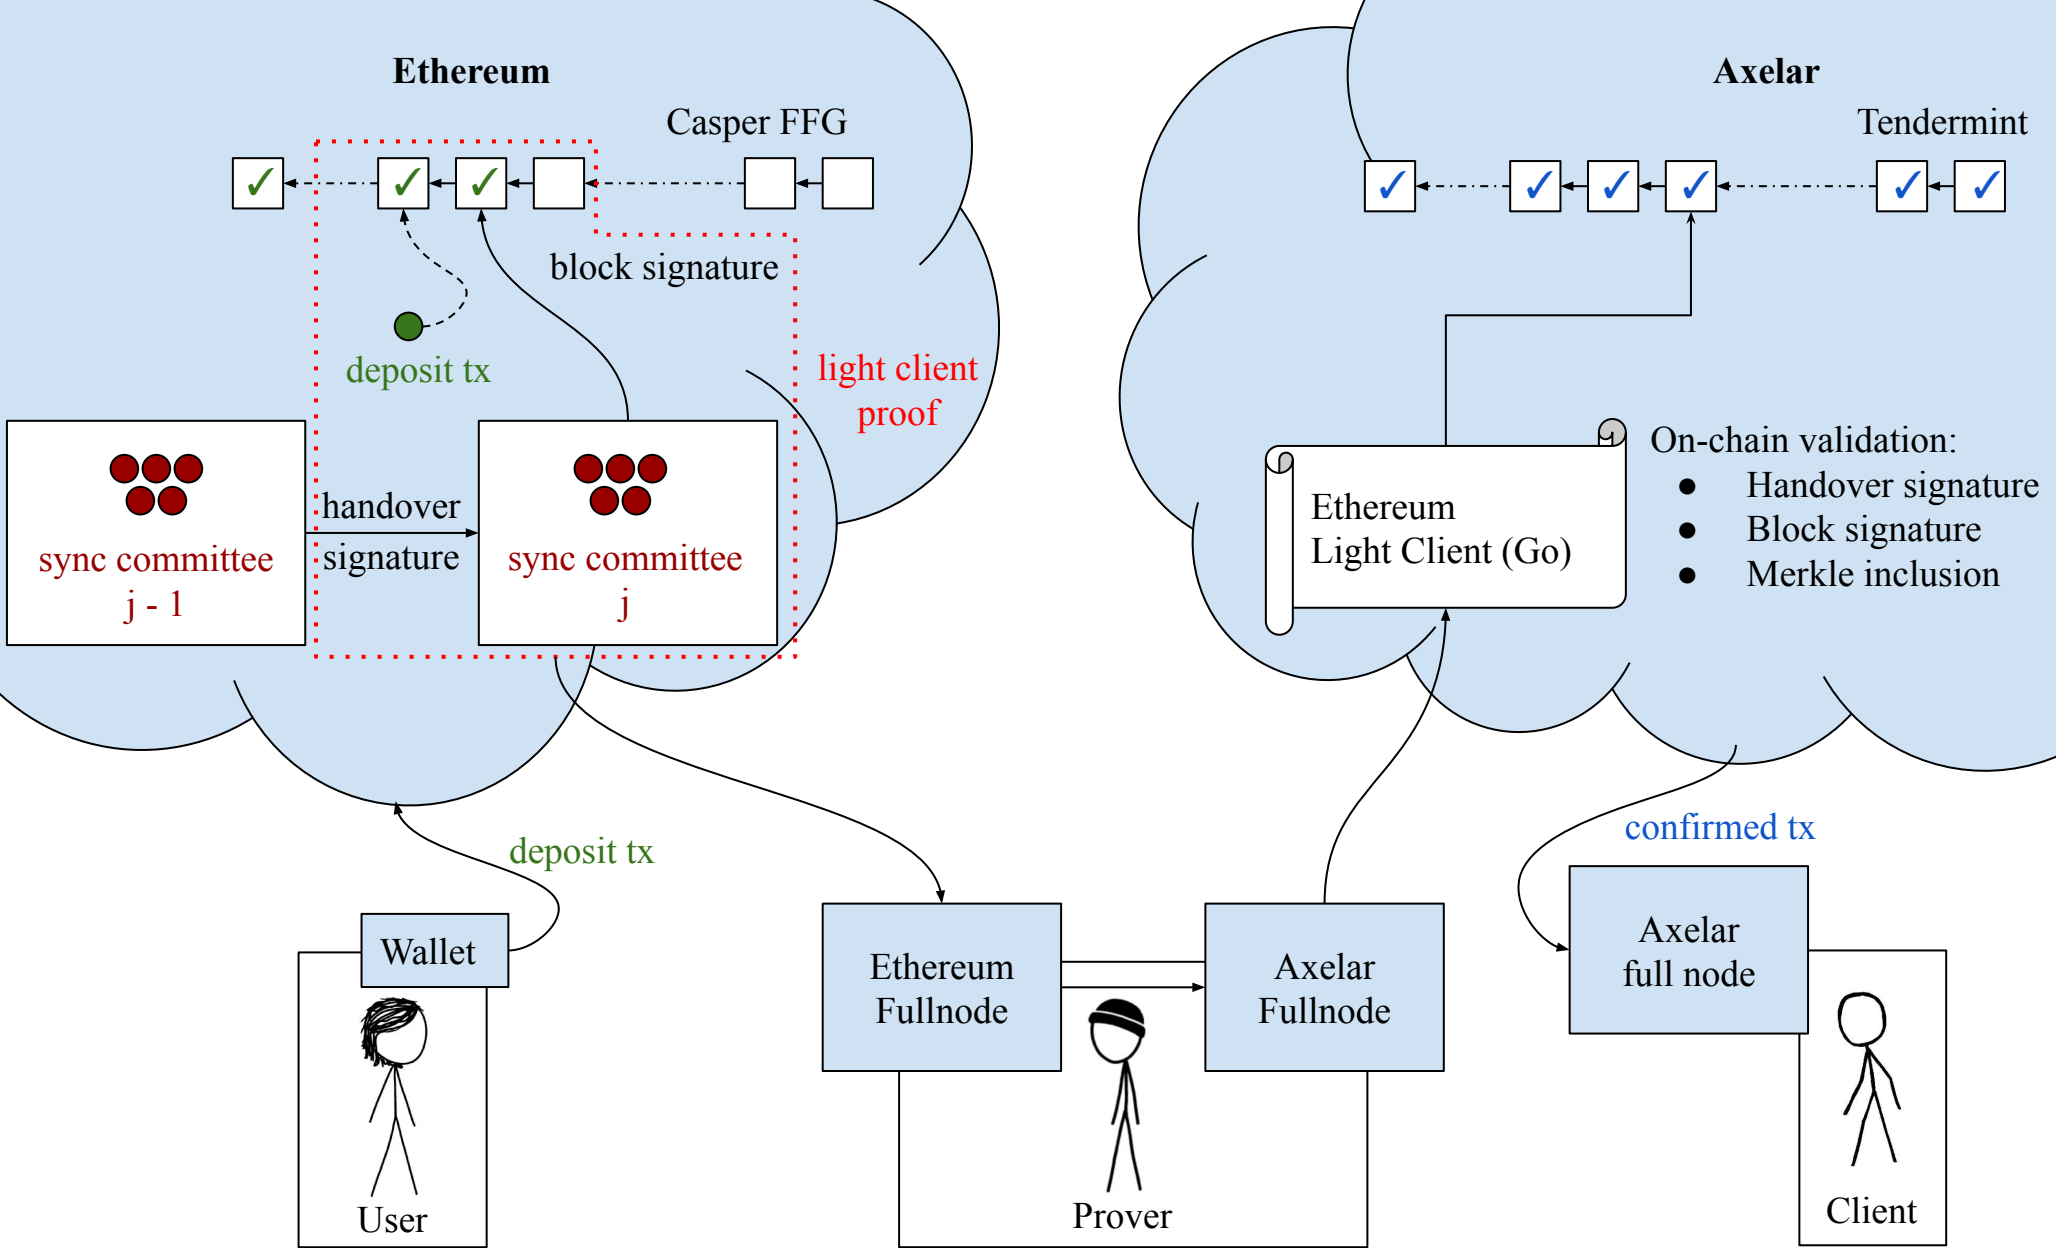 Ethereum
Casper FFG
✓
✓
✓
block signature
deposit tx
light client
proof
handover
signature
sync committee
j - 1
sync committee
j
Axelar
Tendermint
✓
✓
✓
✓
✓
✓
Ethereum
Light Client (Go)
On-chain validation:
● Handover signature
● Block signature
● Merkle inclusion
deposit tx
Wallet
User
Ethereum
Fullnode
Axelar
Fullnode
Prover
confirmed tx
Axelar
full node
Client